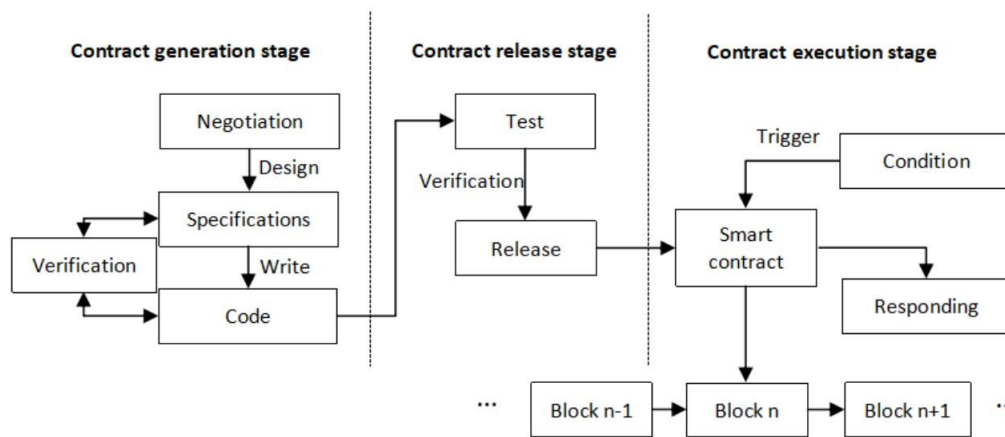 Contract generation stage
Contract release stage
Contract execution stage
Negotiation
Design
Specifications
Verification
Write
Code
Test
Verification
Release
Trigger
Condition
Smart
contract
Responding
...
Block n-1
Block n
Block n+1
..